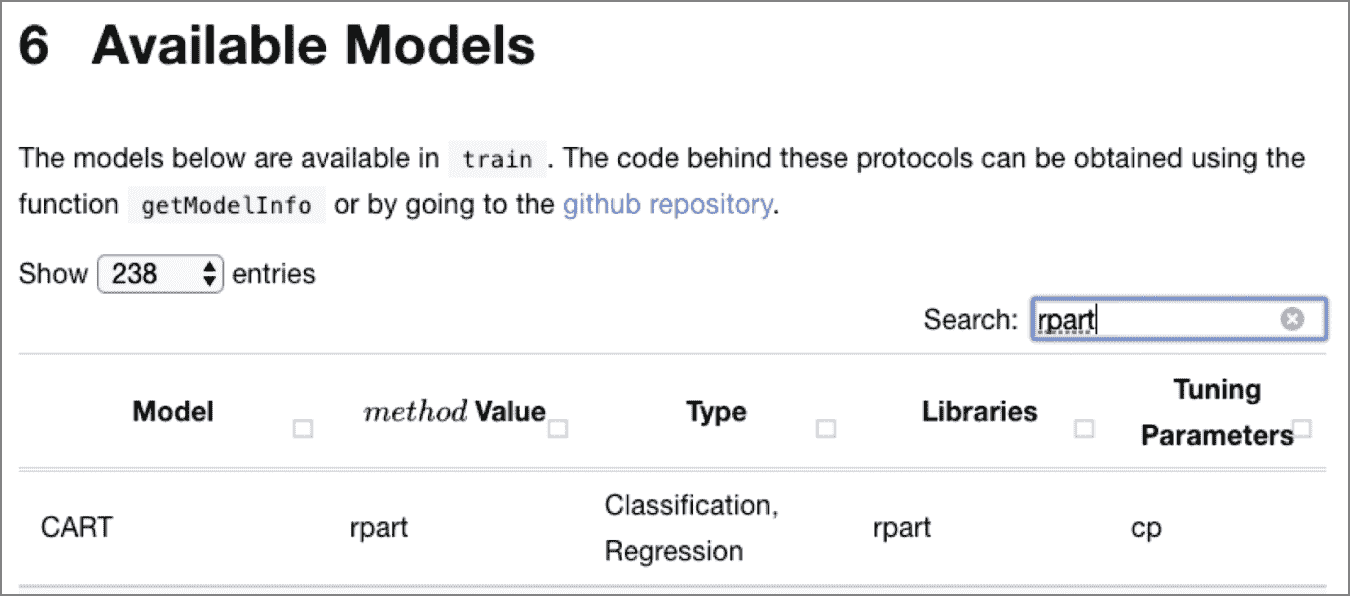 6 Available Models
The models below are available in train . The code behind these protocols can be obtained using the
function getModelInfo or by going to the github repository.
Show 238 entries
Search: rpart
Model method Value Type Libraries Tuning Parameters
CART rpart Classification, Regression rpart cp